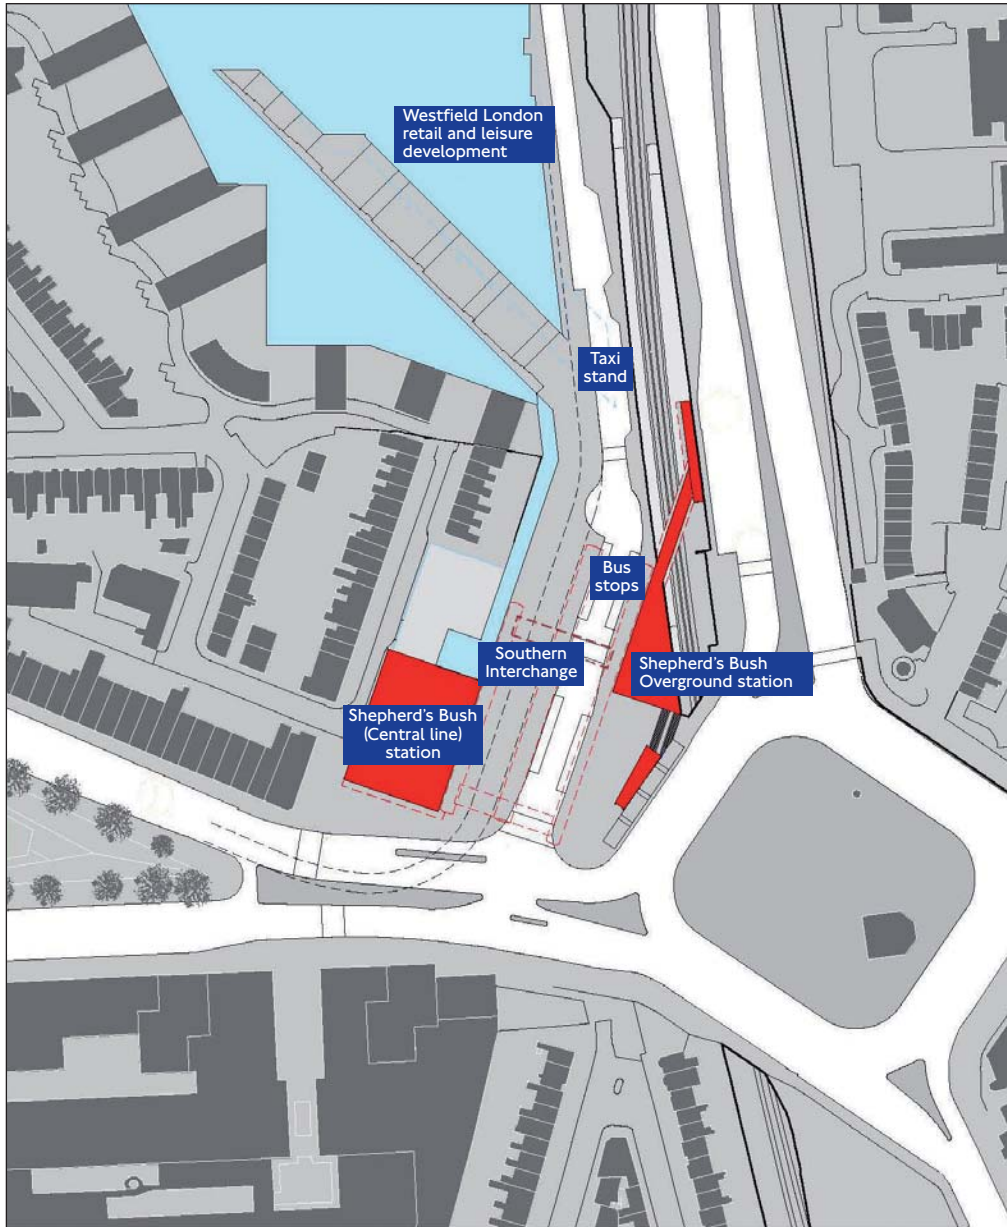 Westfield London
retail and leisure
development
Taxi
stand
Bus
stops
Southern
Interchange
Shepherd’s Bush
Overground station
Shepherd’s Bush
(Central line)
station